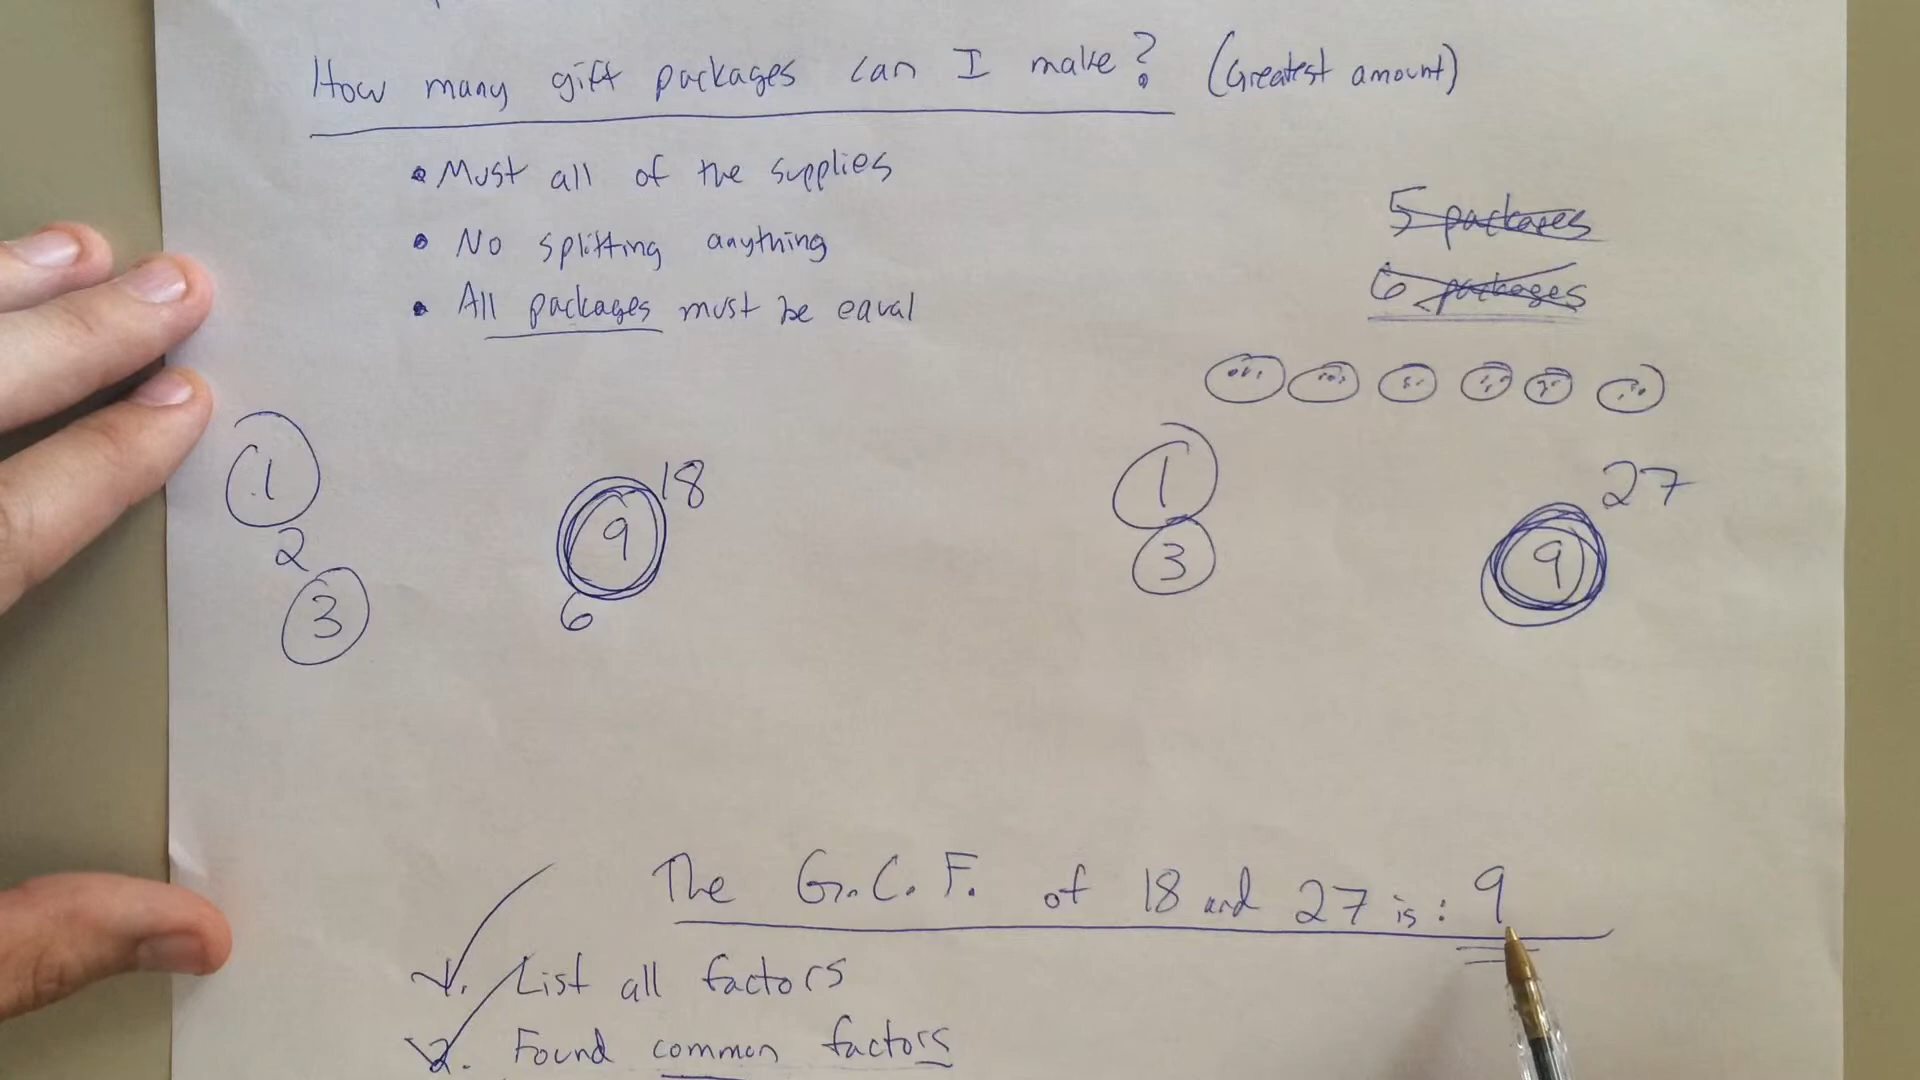 How many gift packages can I make? (Greatest amount)
• Must all of the supplies
• No splitting anything
• All packages must be equal
5 packages
6 packages
1
2
3
6
9
18
1
3
9
27
The G.C.F. of 18 and 27 is: 9
1. List all factors
2. Found common factors